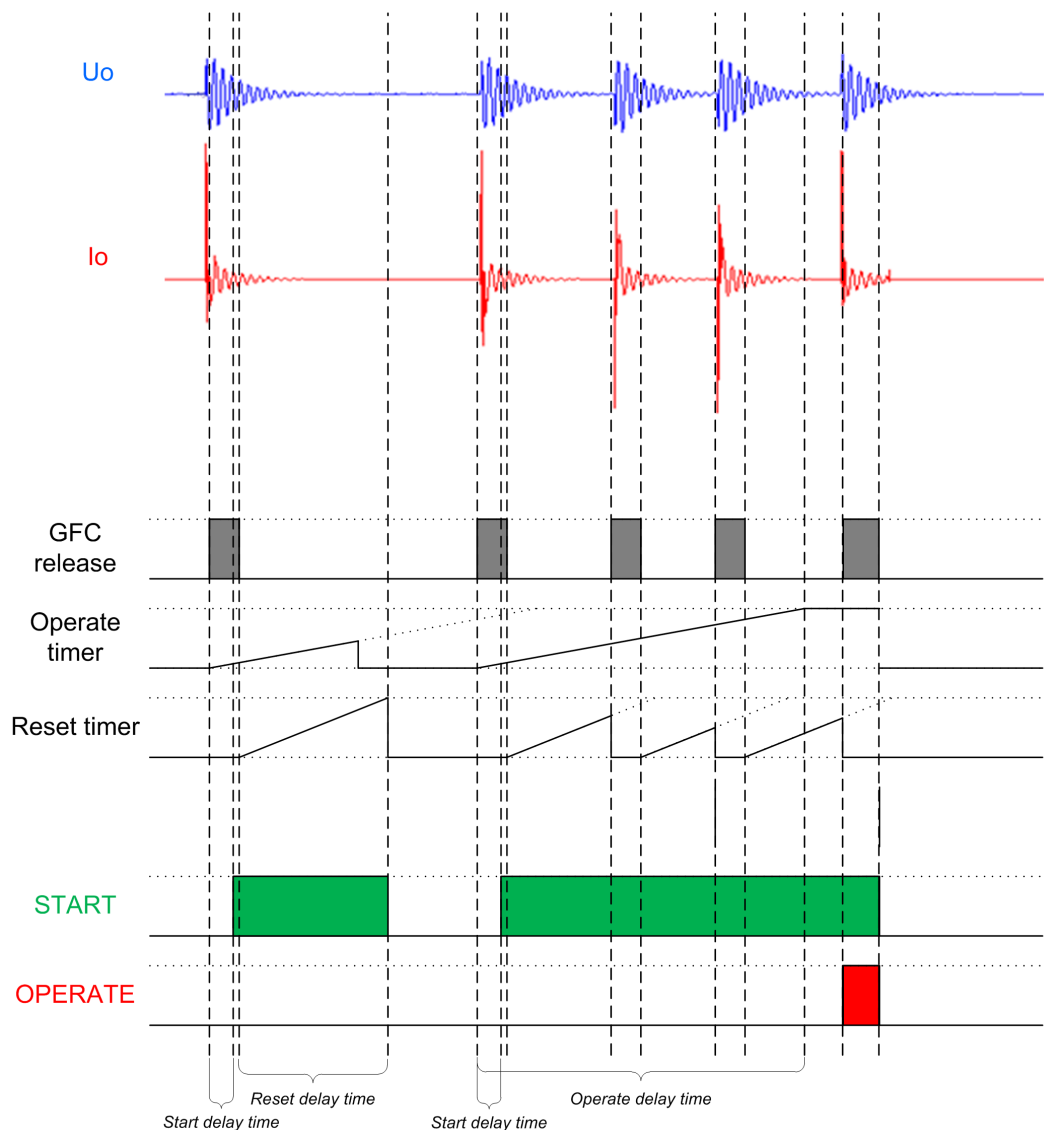 Uo
Io
GFC
release
Operate
timer
Reset timer
START
OPERATE
Reset delay time
Operate delay time
Start delay time
Start delay time